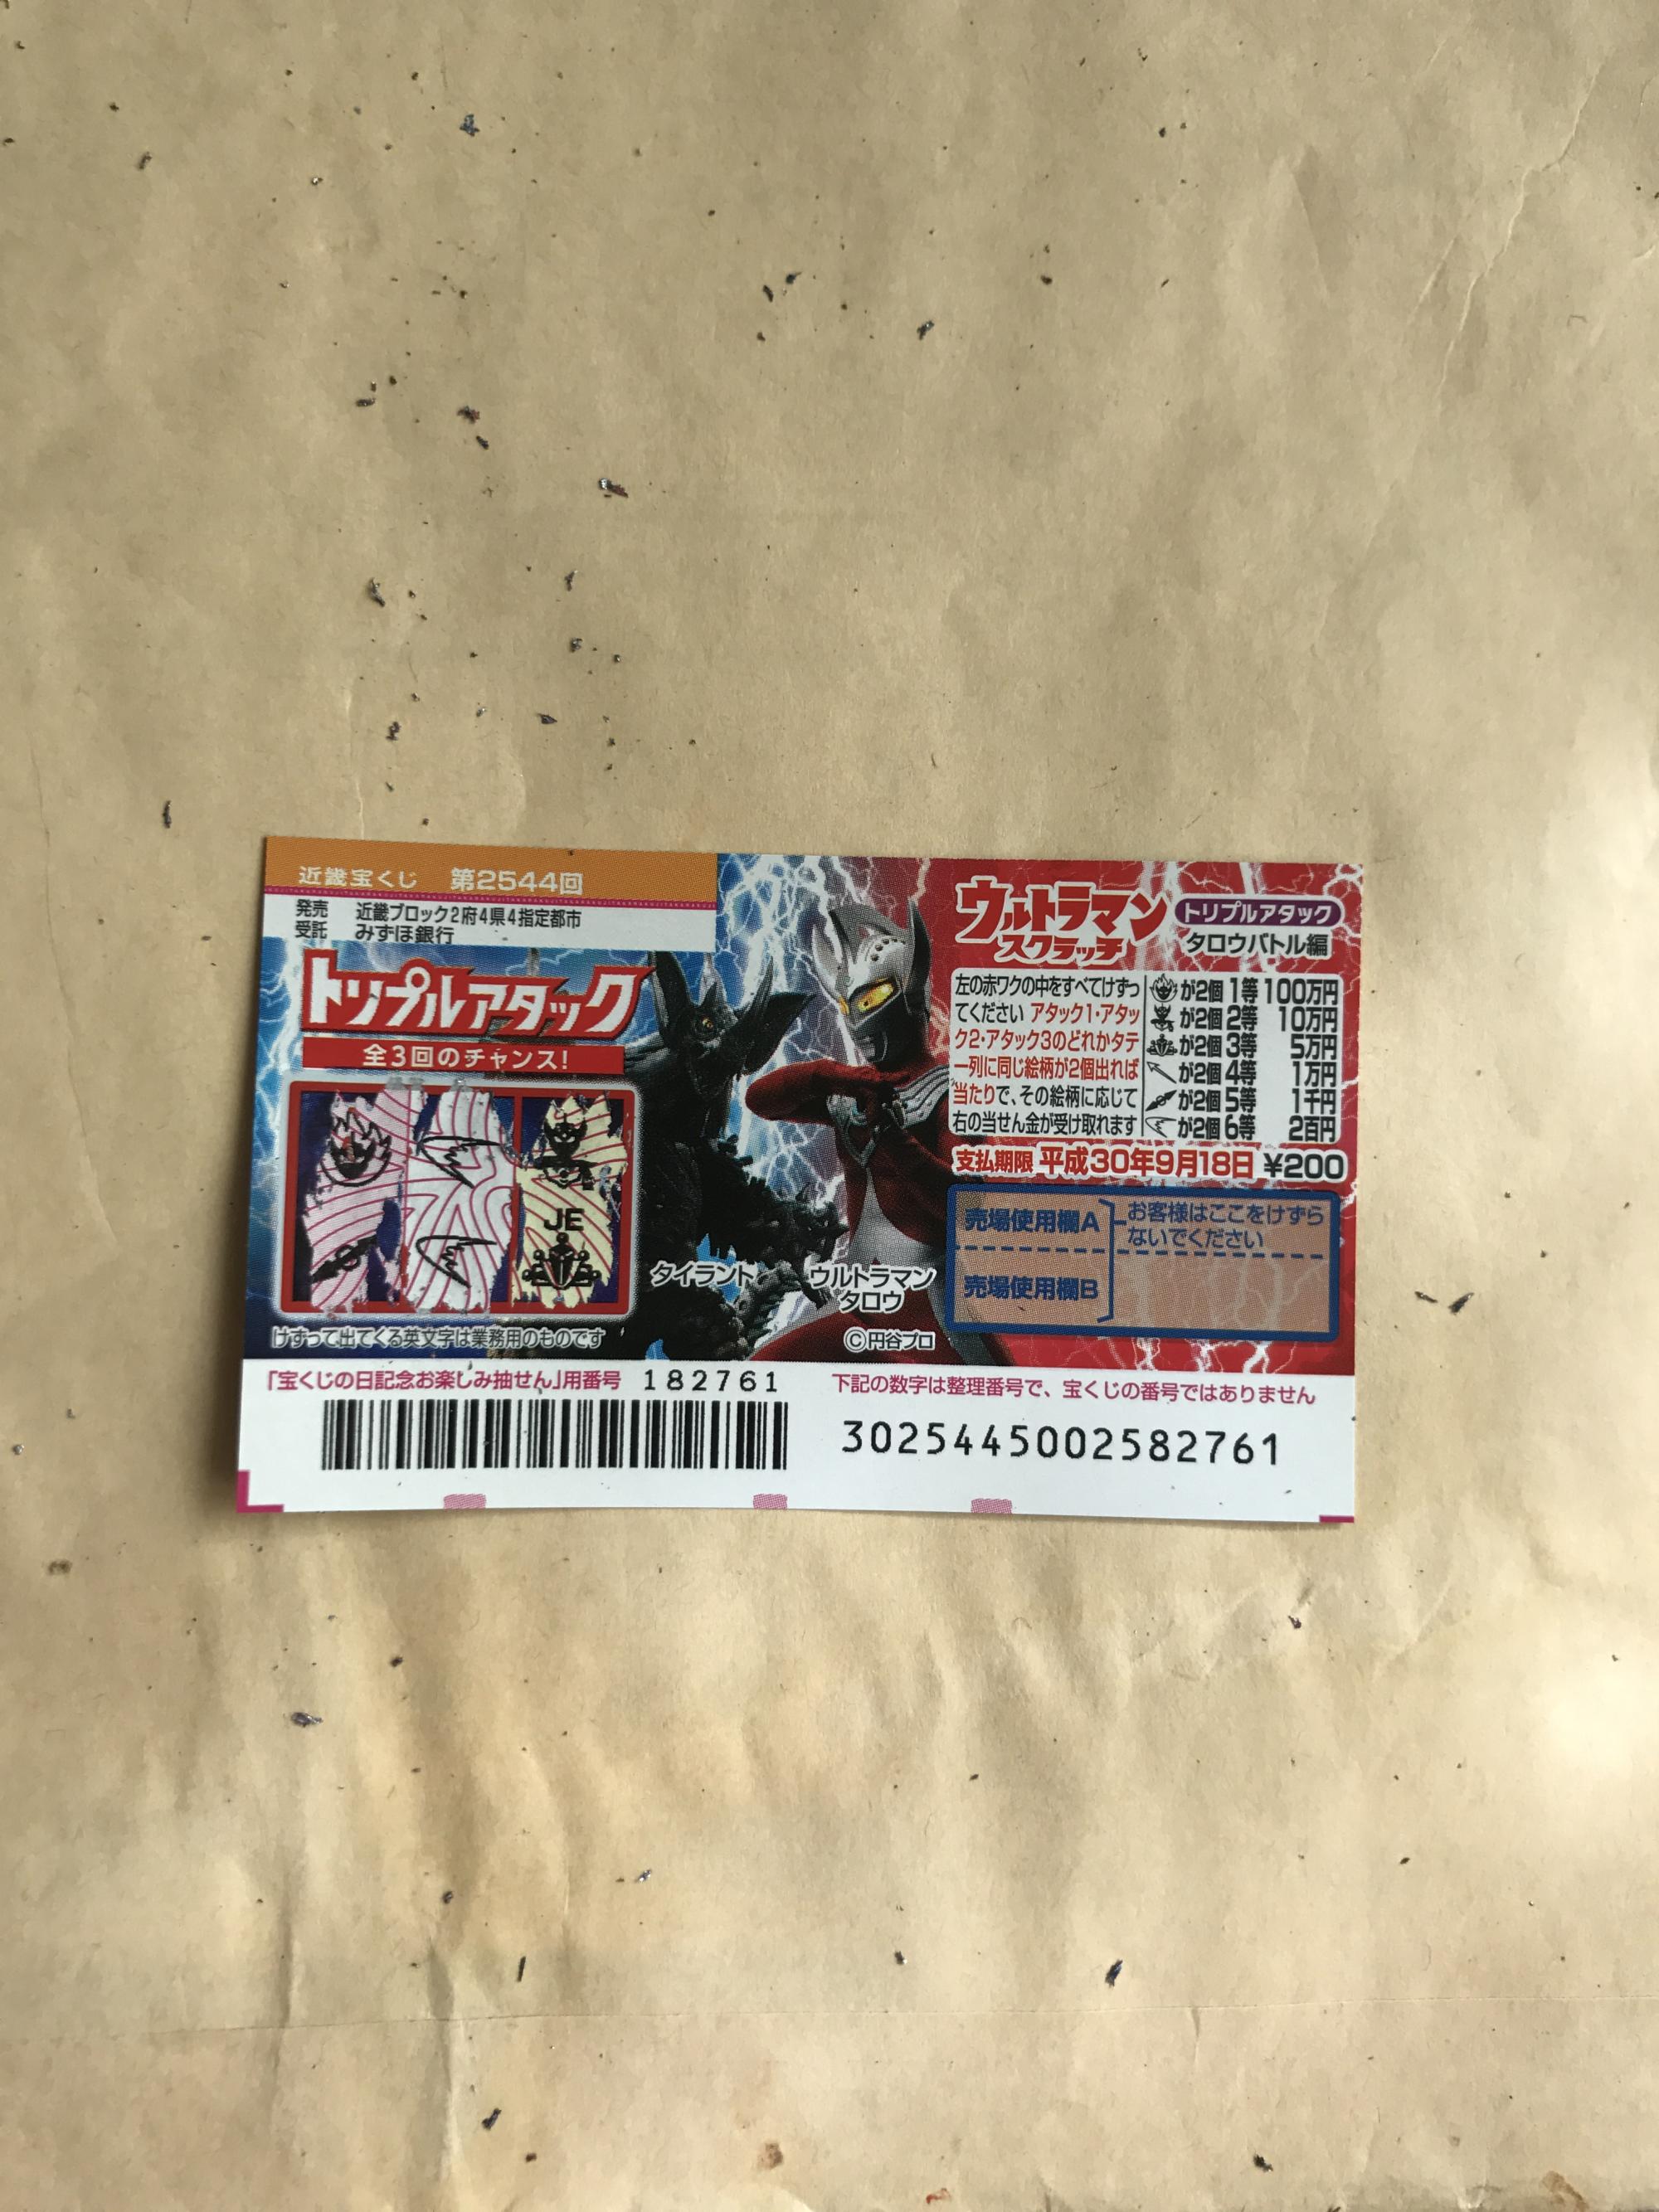 近畿宝くじ 第2544回
発売 近畿ブロック2府4県4指定都市
受託 みずほ銀行
トリプルアタック
全3回のチャンス!
JE
けずって出てくる英文字は業務用のものです
タイラント
ウルトラマン
タロウ
©円谷プロ
ウルトラマン
スクラッチ
トリプルアタック
タロウバトル編
左の赤ワクの中をすべてけずっ
てください アタック1・アタッ
ク2・アタック3のどれかタテ
一列に同じ絵柄が2個出れば
当たりで、その絵柄に応じて
右の当せん金が受け取れます
が2個 1等 100万円
が2個 2等 10万円
が2個 3等 5万円
が2個 4等 1万円
が2個 5等 1千円
が2個 6等 2百円
支払期限 平成30年9月18日 ¥200
売場使用欄A
お客様はここをけずら
ないでください
売場使用欄B
「宝くじの日記念お楽しみ抽せん」用番号 182761
下記の数字は整理番号で、宝くじの番号ではありません
3025445002582761